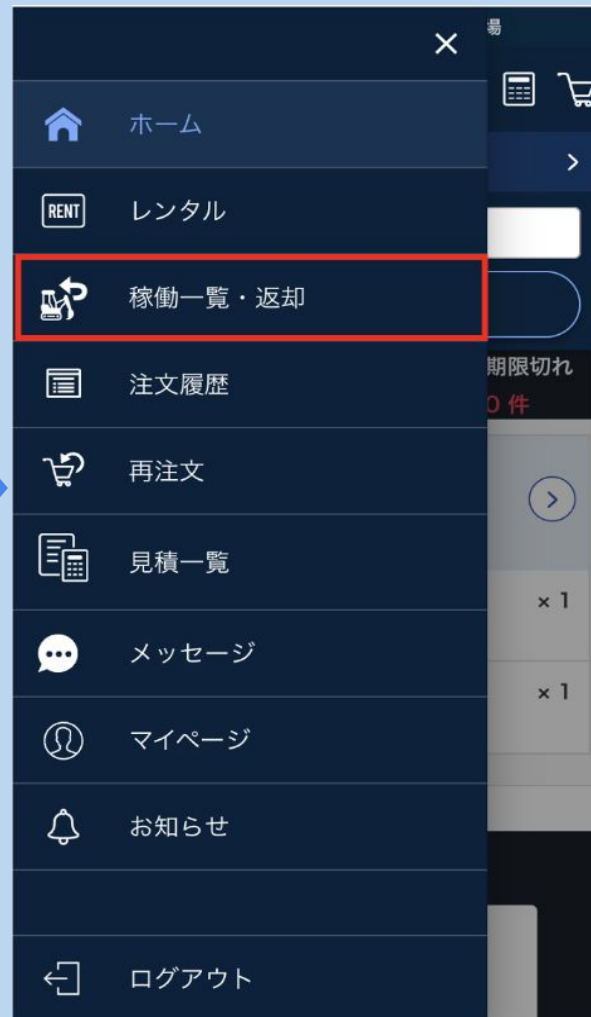 場
ホーム
RENT
レンタル
稼働一覧・返却
期限切れ
0 件
注文履歴
再注文
見積一覧
× 1
メッセージ
× 1
マイページ
お知らせ
ログアウト